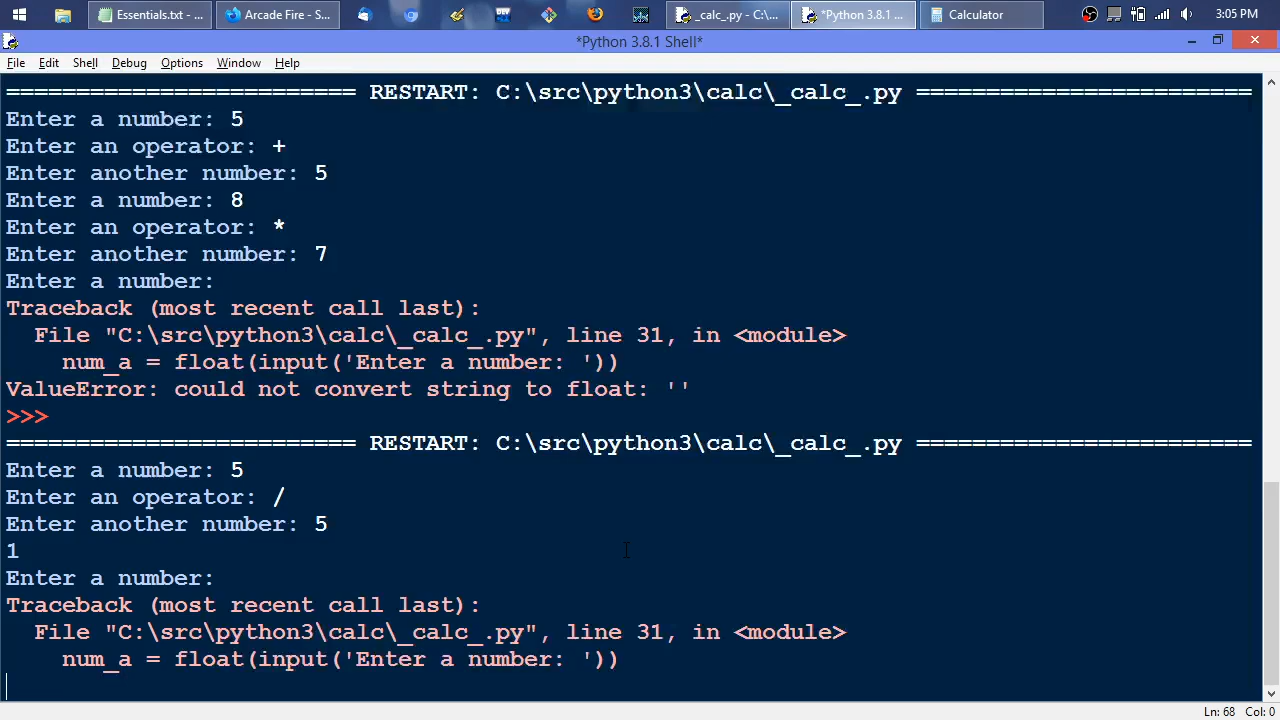 Essentials.txt - ...
Arcade Fire - S...
_calc_.py - C:\...
*Python 3.8.1 ...
Calculator
3:05 PM
*Python 3.8.1 Shell*
File Edit Shell Debug Options Window Help
========================= RESTART: C:\src\python3\calc\_calc_.py ========================
Enter a number: 5
Enter an operator: +
Enter another number: 5
Enter a number: 8
Enter an operator: *
Enter another number: 7
Enter a number:
Traceback (most recent call last):
  File "C:\src\python3\calc\_calc_.py", line 31, in <module>
    num_a = float(input('Enter a number: '))
ValueError: could not convert string to float: ''
>>>
========================= RESTART: C:\src\python3\calc\_calc_.py ========================
Enter a number: 5
Enter an operator: /
Enter another number: 5
1
Enter a number:
Traceback (most recent call last):
  File "C:\src\python3\calc\_calc_.py", line 31, in <module>
    num_a = float(input('Enter a number: '))
Ln: 68 Col: 0